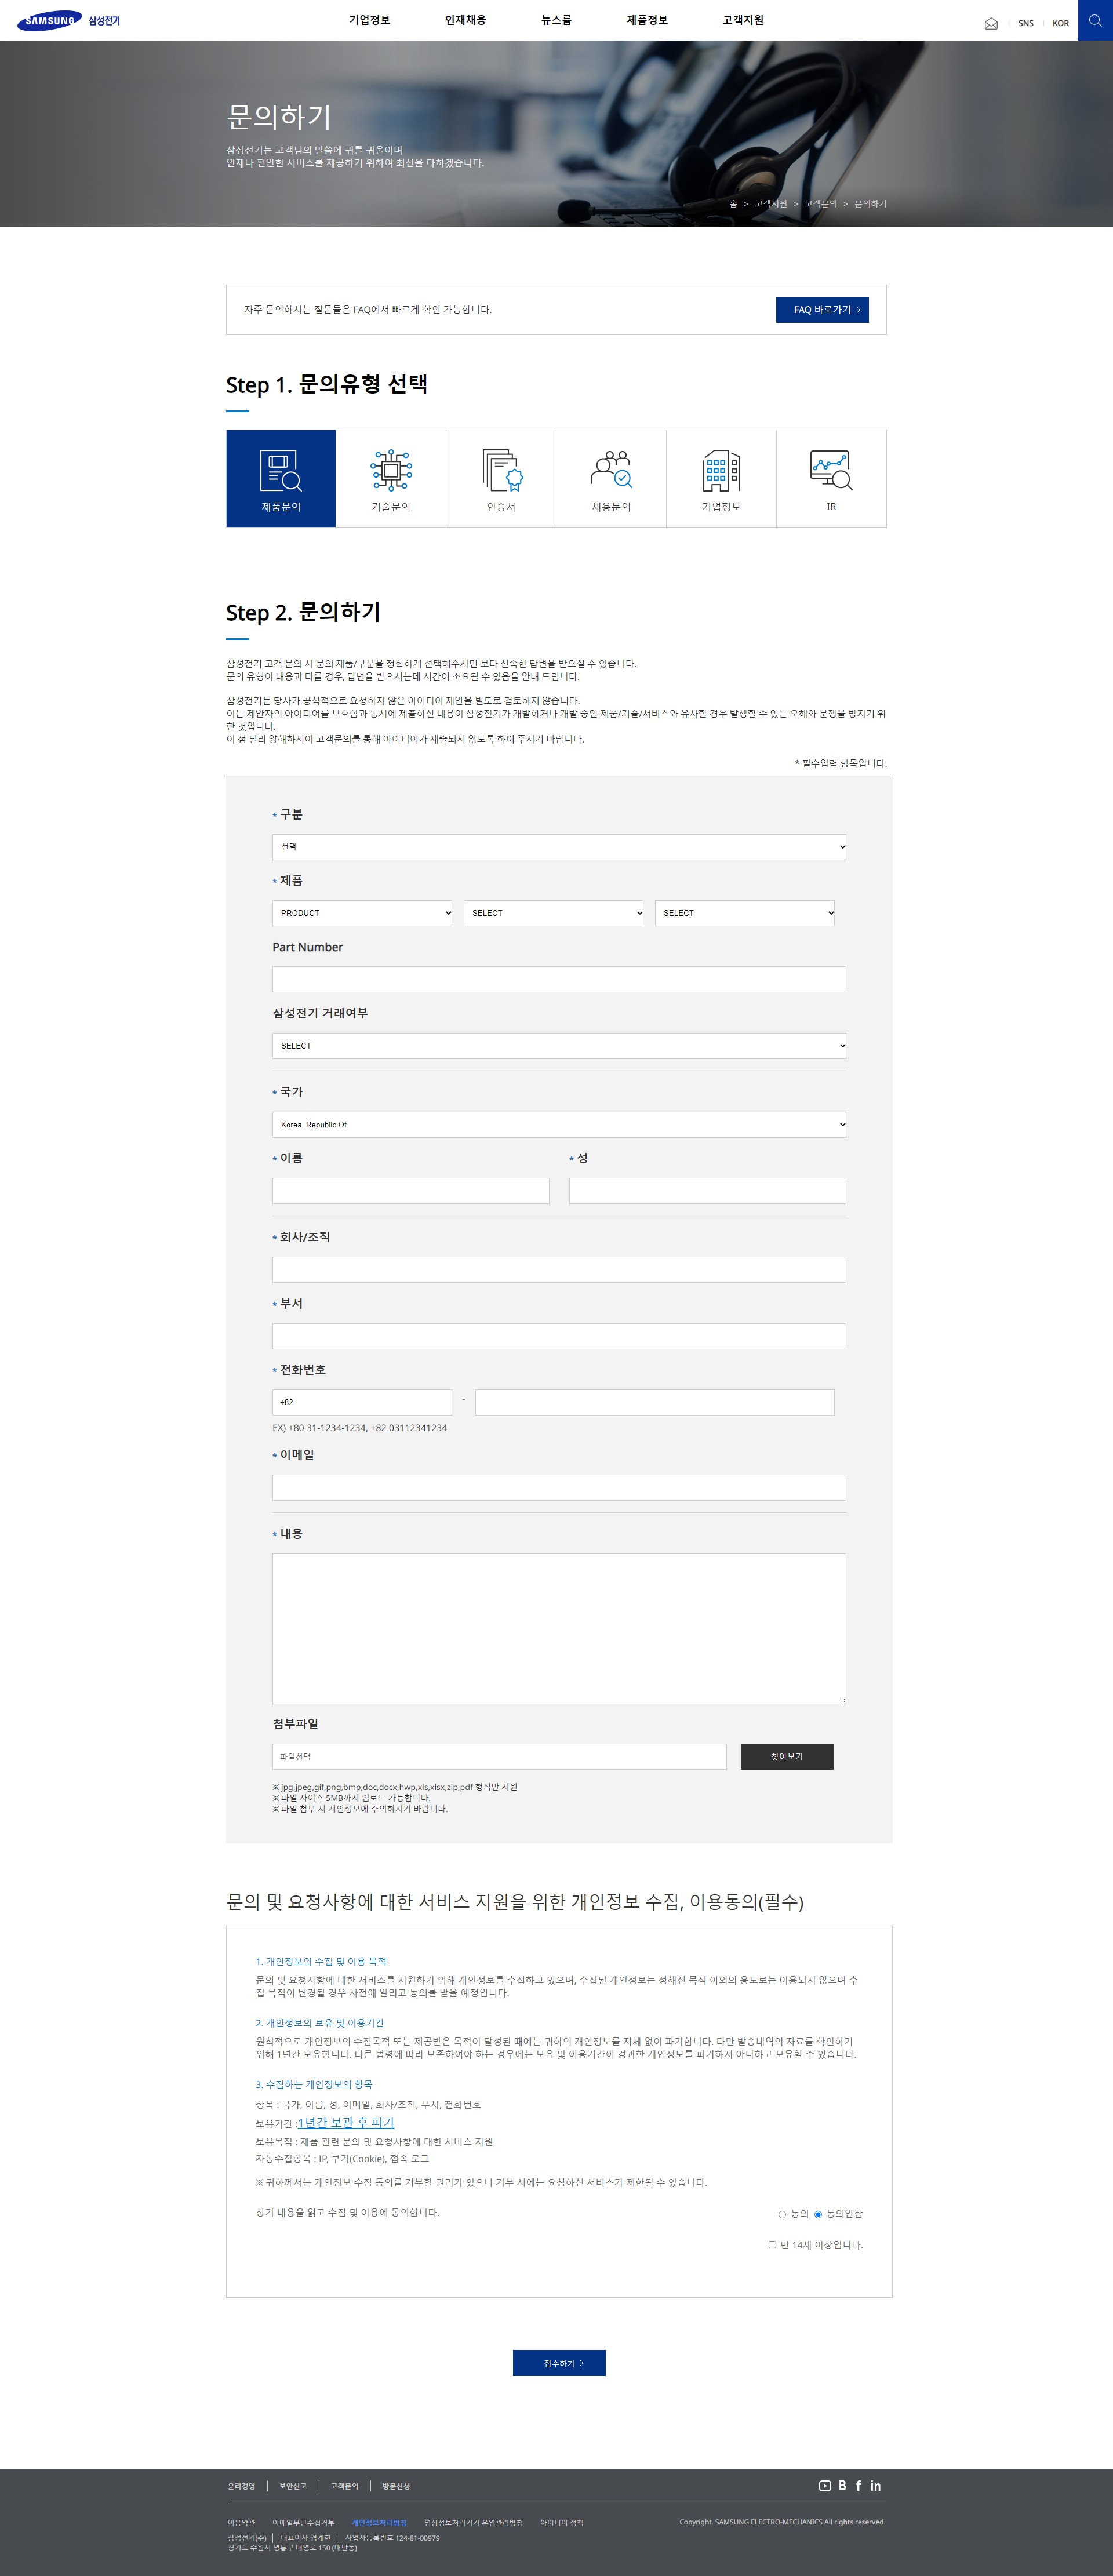 SAMSUNG 삼성전기
기업정보 인재채용 뉴스룸 제품정보 고객지원
SNS KOR
문의하기
삼성전기는 고객님의 말씀에 귀를 귀울이며
언제나 편안한 서비스를 제공하기 위하여 최선을 다하겠습니다.
홈 > 고객지원 > 고객문의 > 문의하기
자주 문의하시는 질문들은 FAQ에서 빠르게 확인 가능합니다.
FAQ 바로가기 >
Step 1. 문의유형 선택
제품문의 기술문의 인증서 채용문의 기업정보 IR
Step 2. 문의하기
삼성전기 고객 문의 시 문의 제품/구분을 정확하게 선택해주시면 보다 신속한 답변을 받으실 수 있습니다.
문의 유형이 내용과 다를 경우, 답변을 받으시는데 시간이 소요될 수 있음을 안내 드립니다.
삼성전기는 당사가 공식적으로 요청하지 않은 아이디어 제안을 별도로 검토하지 않습니다.
이는 제안자의 아이디어를 보호함과 동시에 제출하신 내용이 삼성전기가 개발하거나 개발 중인 제품/기술/서비스와 유사할 경우 발생할 수 있는 오해와 분쟁을 방지기 위
한 것입니다.
이 점 널리 양해하시어 고객문의를 통해 아이디어가 제출되지 않도록 하여 주시기 바랍니다.
* 필수입력 항목입니다.
* 구분
선택
* 제품
PRODUCT SELECT SELECT
Part Number
삼성전기 거래여부
SELECT
* 국가
Korea, Republic Of
* 이름 * 성
* 회사/조직
* 부서
* 전화번호
+82 -
EX) +80 31-1234-1234, +82 03112341234
* 이메일
* 내용
첨부파일
파일선택 찾아보기
※ jpg,jpeg,gif,png,bmp,doc,docx,hwp,xls,xlsx,zip,pdf 형식만 지원
※ 파일 사이즈 5MB까지 업로드 가능합니다.
※ 파일 첨부 시 개인정보에 주의하시기 바랍니다.
문의 및 요청사항에 대한 서비스 지원을 위한 개인정보 수집, 이용동의(필수)
1. 개인정보의 수집 및 이용 목적
문의 및 요청사항에 대한 서비스를 지원하기 위해 개인정보를 수집하고 있으며, 수집된 개인정보는 정해진 목적 이외의 용도로는 이용되지 않으며 수
집 목적이 변경될 경우 사전에 알리고 동의를 받을 예정입니다.
2. 개인정보의 보유 및 이용기간
원칙적으로 개인정보의 수집목적 또는 제공받은 목적이 달성된 때에는 귀하의 개인정보를 지체 없이 파기합니다. 다만 발송내역의 자료를 확인하기
위해 1년간 보유합니다. 다른 법령에 따라 보존하여야 하는 경우에는 보유 및 이용기간이 경과한 개인정보를 파기하지 아니하고 보유할 수 있습니다.
3. 수집하는 개인정보의 항목
항목 : 국가, 이름, 성, 이메일, 회사/조직, 부서, 전화번호
보유기간 :1년간 보관 후 파기
보유목적 : 제품 관련 문의 및 요청사항에 대한 서비스 지원
자동수집항목 : IP, 쿠키(Cookie), 접속 로그
※ 귀하께서는 개인정보 수집 동의를 거부할 권리가 있으나 거부 시에는 요청하신 서비스가 제한될 수 있습니다.
상기 내용을 읽고 수집 및 이용에 동의합니다. 동의 동의안함
만 14세 이상입니다.
접수하기 >
윤리경영 보안신고 고객문의 방문신청
B f in
이용약관 이메일무단수집거부 개인정보처리방침 영상정보처리기기 운영관리방침 아이디어 정책
Copyright. SAMSUNG ELECTRO-MECHANICS All rights reserved.
삼성전기(주) 대표이사 경계현 사업자등록번호 124-81-00979
경기도 수원시 영통구 매영로 150 (매탄동)